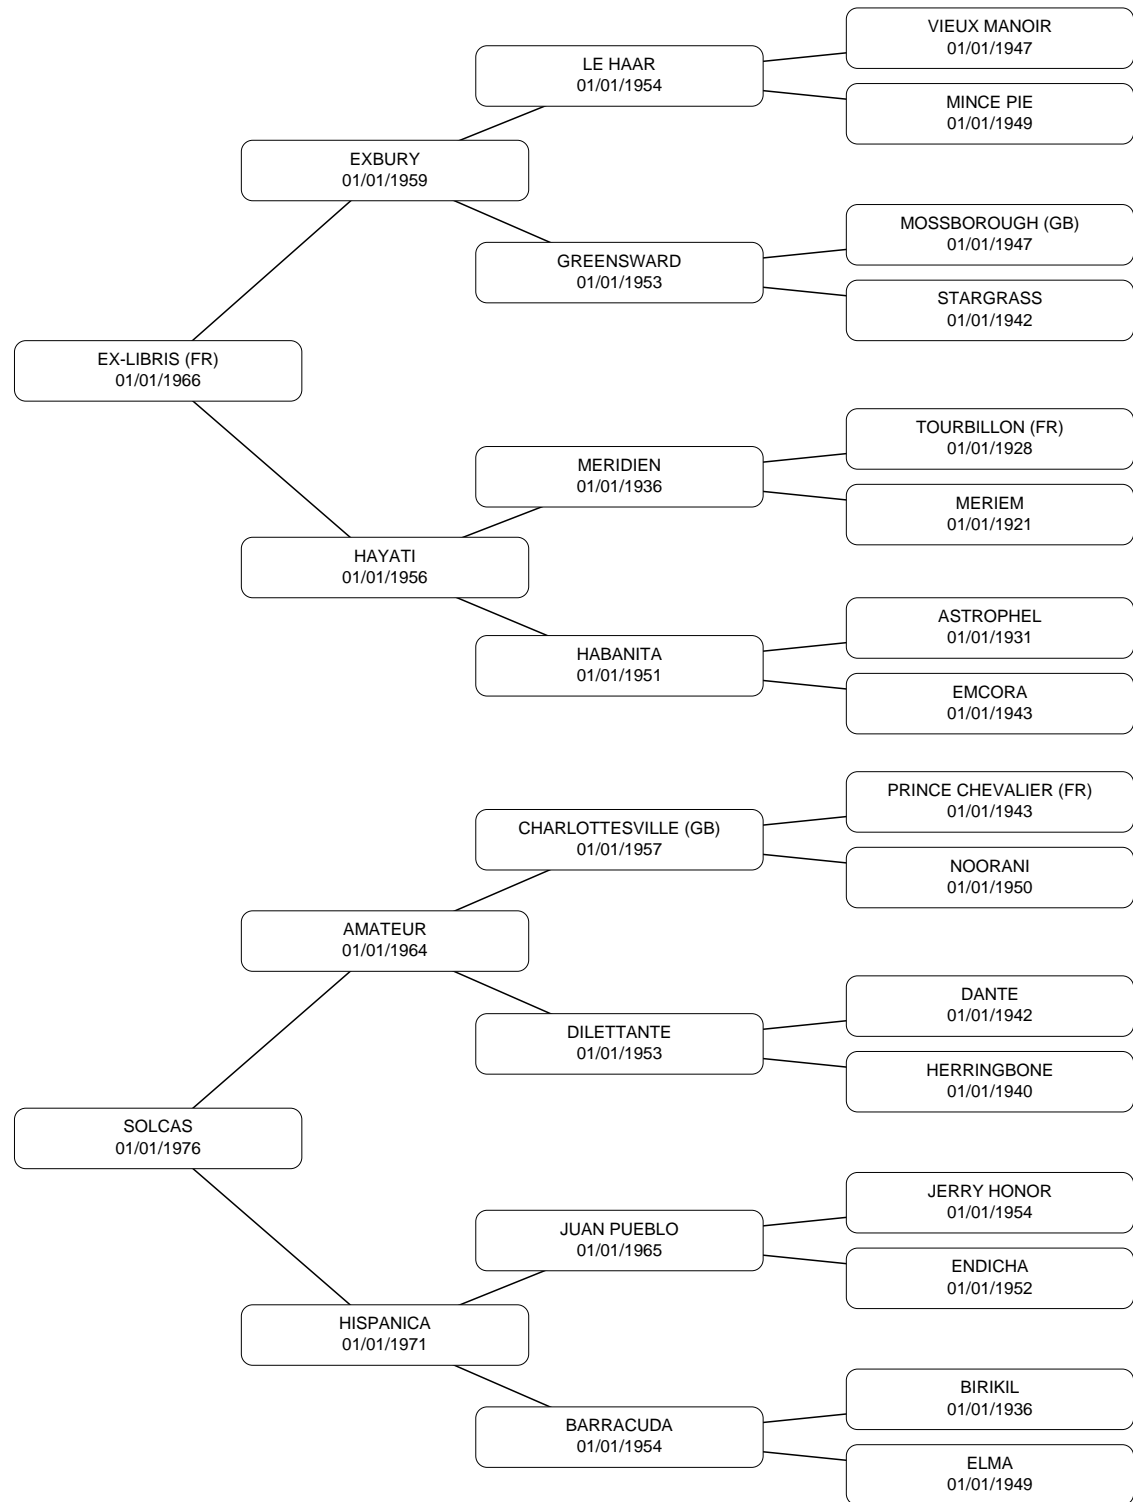 VIEUX MANOIR
01/01/1947
LE HAAR
01/01/1954
MINCE PIE
01/01/1949
EXBURY
01/01/1959
MOSSBOROUGH (GB)
01/01/1947
GREENSWARD
01/01/1953
STARGRASS
01/01/1942
EX-LIBRIS (FR)
01/01/1966
TOURBILLON (FR)
01/01/1928
MERIDIEN
01/01/1936
MERIEM
01/01/1921
HAYATI
01/01/1956
ASTROPHEL
01/01/1931
HABANITA
01/01/1951
EMCORA
01/01/1943
PRINCE CHEVALIER (FR)
01/01/1943
CHARLOTTESVILLE (GB)
01/01/1957
NOORANI
01/01/1950
AMATEUR
01/01/1964
DANTE
01/01/1942
DILETTANTE
01/01/1953
HERRINGBONE
01/01/1940
SOLCAS
01/01/1976
JERRY HONOR
01/01/1954
JUAN PUEBLO
01/01/1965
ENDICHA
01/01/1952
HISPANICA
01/01/1971
BIRIKIL
01/01/1936
BARRACUDA
01/01/1954
ELMA
01/01/1949